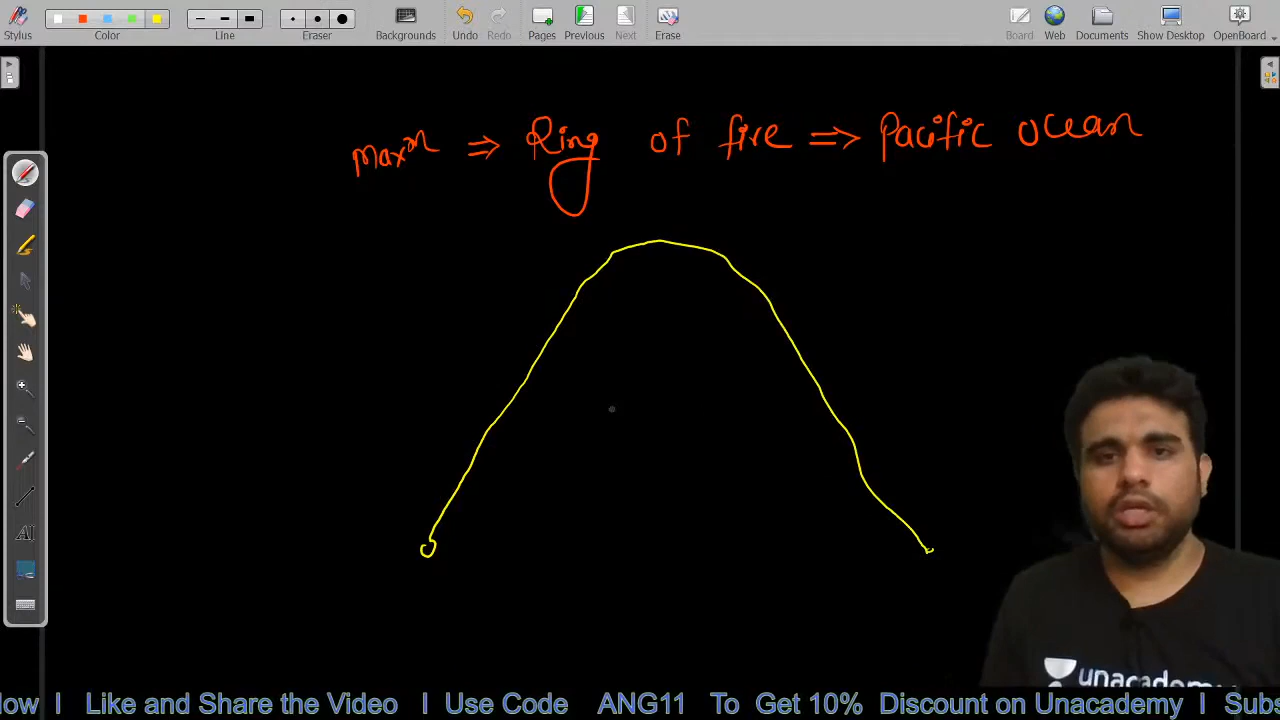 Stylus Color Line Eraser Backgrounds Undo Redo Pages Previous Next Erase Board Web Documents Show Desktop OpenBoard
Maxm ⇒ Ring of fire ⇒ Pacific Ocean
unacademy
Now I Like and Share the Video I Use Code ANG11 To Get 10% Discount on Unacademy I Subs